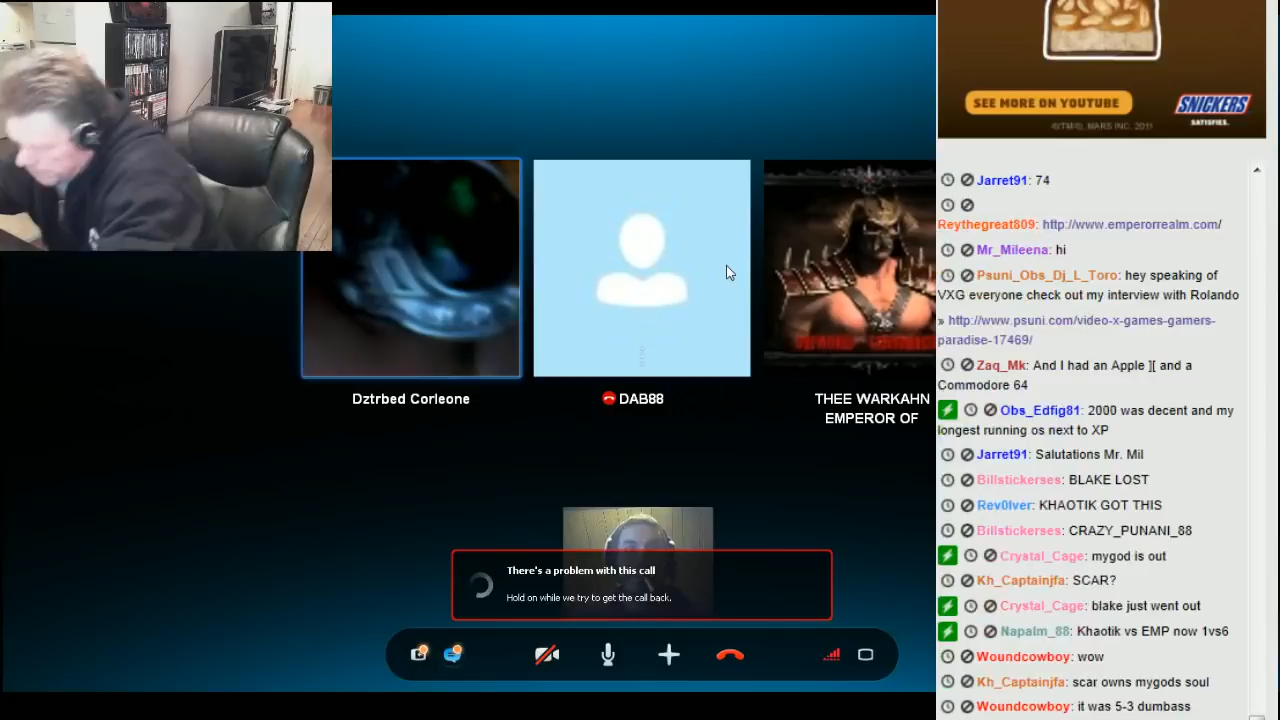 Dztrbed Corleone
DAB88
THEE WARKAHN
EMPEROR OF
There's a problem with this call
Hold on while we try to get the call back.
SEE MORE ON YOUTUBE
SNICKERS
SATISFIES.
Jarret91: 74
Reythegreat809: http://www.emperorrealm.com/
Mr_Mileena: hi
Psuni_Obs_Dj_L_Toro: hey speaking of
VXG everyone check out my interview with Rolando
» http://www.psuni.com/video-x-games-gamers-
paradise-17469/
Zaq_Mk: And I had an Apple ][ and a
Commodore 64
Obs_Edfig81: 2000 was decent and my
longest running os next to XP
Jarret91: Salutations Mr. Mil
Billstickerses: BLAKE LOST
Rev0lver: KHAOTIK GOT THIS
Billstickerses: CRAZY_PUNANI_88
Crystal_Cage: mygod is out
Kh_Captainjfa: SCAR?
Crystal_Cage: blake just went out
Napalm_88: Khaotik vs EMP now 1vs6
Woundcowboy: wow
Kh_Captainjfa: scar owns mygods soul
Woundcowboy: it was 5-3 dumbass